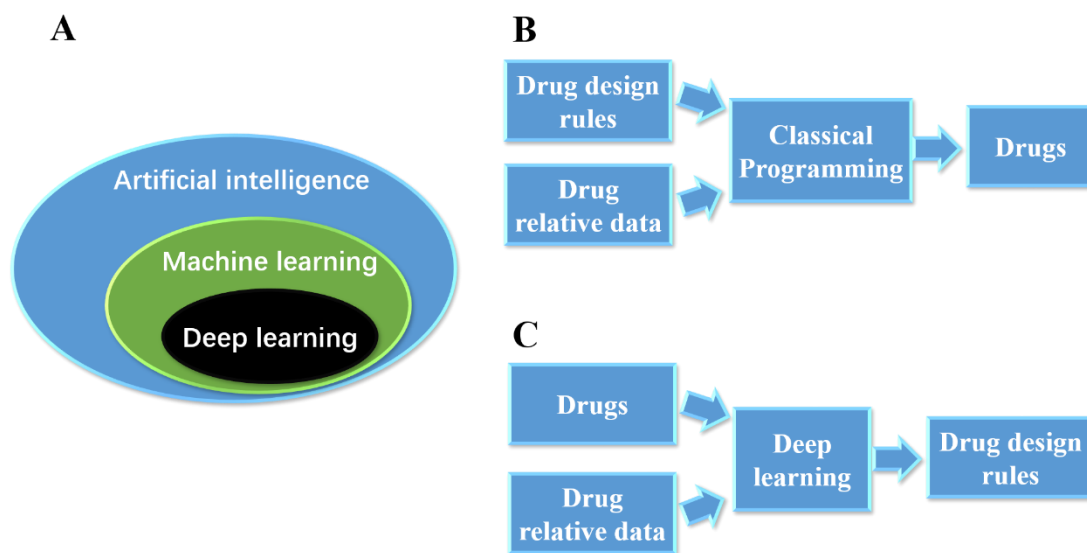 A
Artificial intelligence
Machine learning
Deep learning
B
Drug design
rules
Drug
relative data
Classical
Programming
Drugs
C
Drugs
Drug
relative data
Deep
learning
Drug design
rules